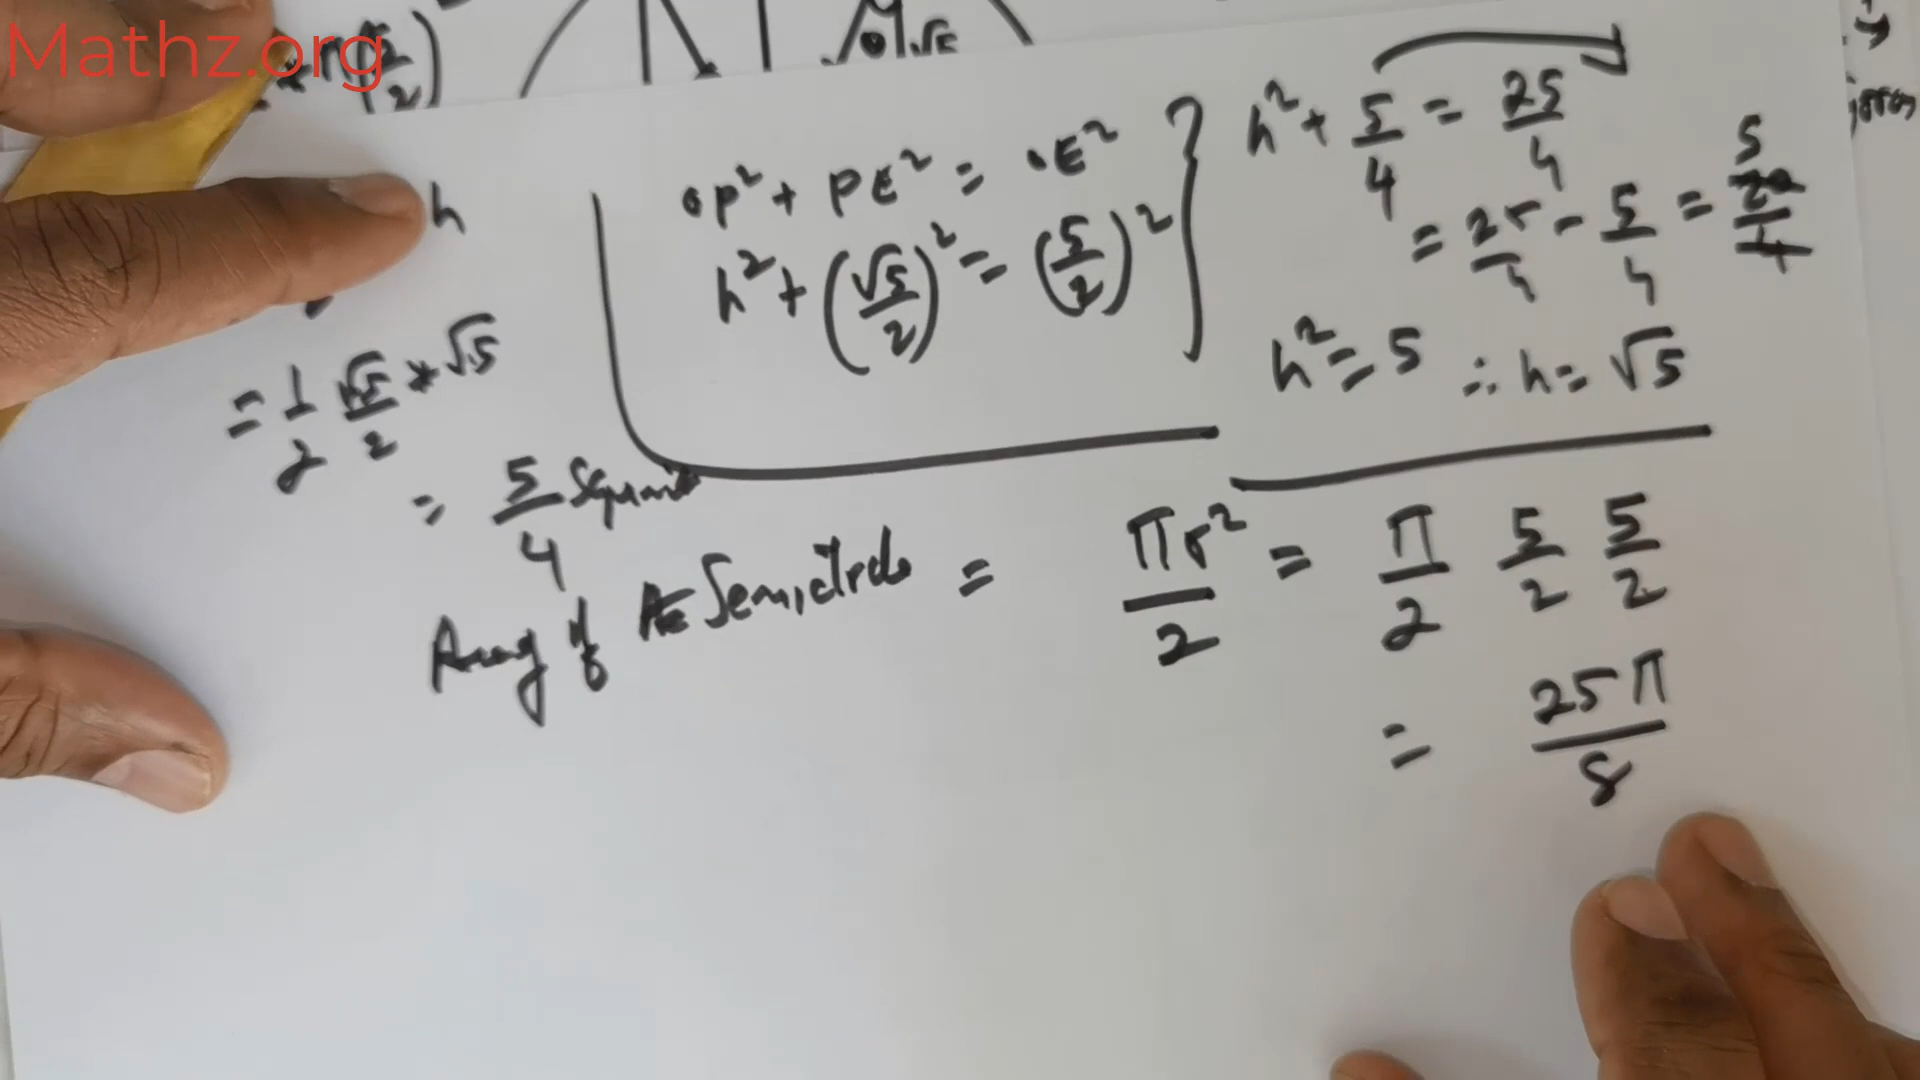 Mathz.org
h
OP² + PE² = OE²
h² + (√5/2)² = (5/2)²
h² + 5/4 = 25/4
= 25/4 - 5/4 = 20/4 5
h² = 5 ∴ h = √5
= 1/2 √5/2 * √5
= 5/4
of Semicircle = πr²/2 = π/2 5/2 5/2
= 25π/8